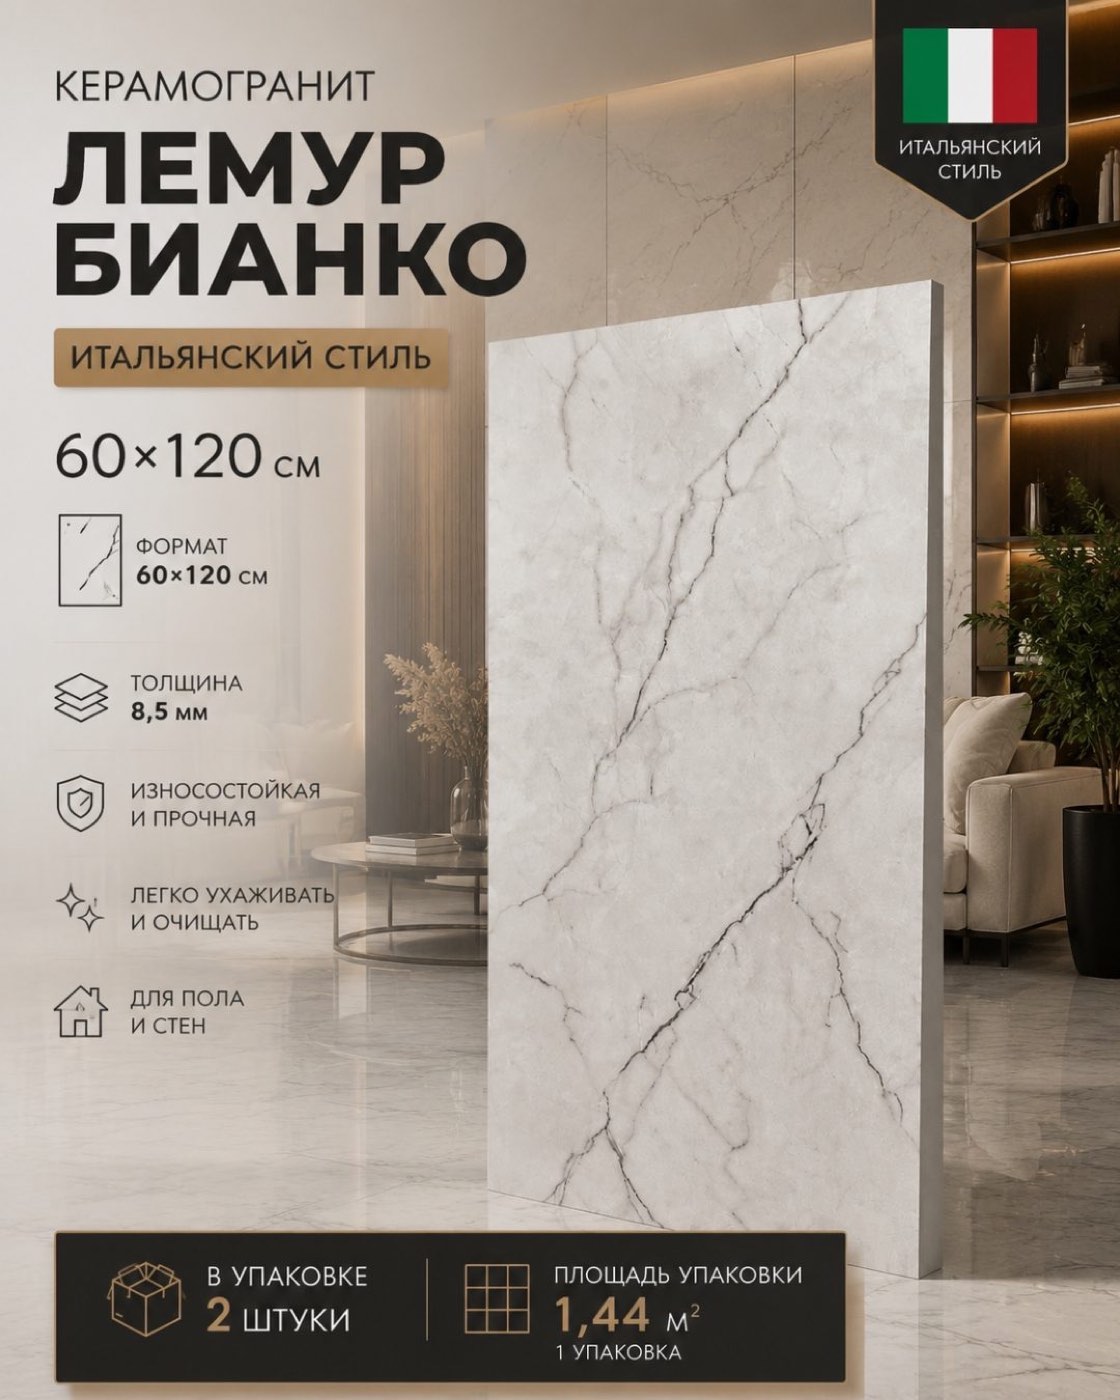 КЕРАМОГРАНИТ
ЛЕМУР
БИАНКО
ИТАЛЬЯНСКИЙ СТИЛЬ
ИТАЛЬЯНСКИЙ
СТИЛЬ
60×120 см
ФОРМАТ
60×120 см
ТОЛЩИНА
8,5 мм
ИЗНОСОСТОЙКАЯ
И ПРОЧНАЯ
ЛЕГКО УХАЖИВАТЬ
И ОЧИЩАТЬ
ДЛЯ ПОЛА
И СТЕН
В УПАКОВКЕ
2 ШТУКИ
ПЛОЩАДЬ УПАКОВКИ
1,44 м²
1 УПАКОВКА